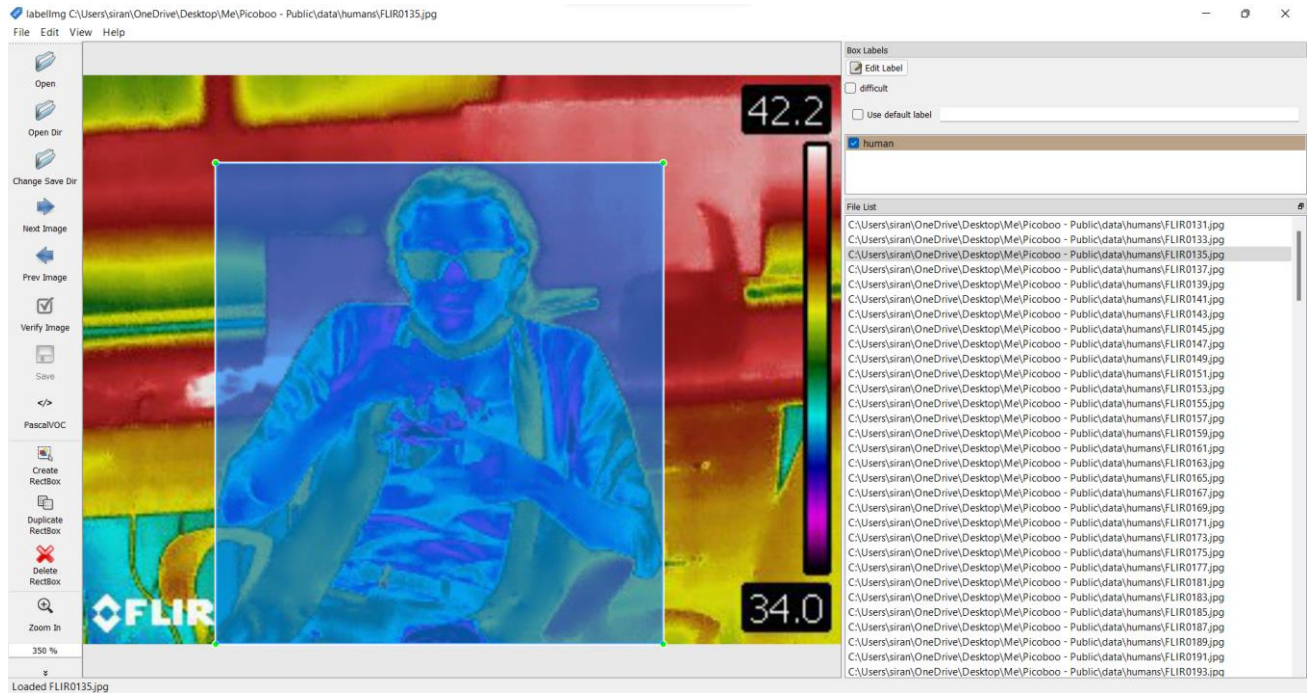 labelImg C:\Users\siran\OneDrive\Desktop\Me\Picoboo - Public\data\humans\FLIR0135.jpg
File Edit View Help
Open
Open Dir
Change Save Dir
Next Image
Prev Image
Verify Image
Save
</>
PascalVOC
Create
RectBox
Duplicate
RectBox
Delete
RectBox
Zoom In
350 %
42.2
34.0
FLIR
Box Labels
Edit Label
difficult
Use default label
human
File List
C:\Users\siran\OneDrive\Desktop\Me\Picoboo - Public\data\humans\FLIR0131.jpg
C:\Users\siran\OneDrive\Desktop\Me\Picoboo - Public\data\humans\FLIR0133.jpg
C:\Users\siran\OneDrive\Desktop\Me\Picoboo - Public\data\humans\FLIR0135.jpg
C:\Users\siran\OneDrive\Desktop\Me\Picoboo - Public\data\humans\FLIR0137.jpg
C:\Users\siran\OneDrive\Desktop\Me\Picoboo - Public\data\humans\FLIR0139.jpg
C:\Users\siran\OneDrive\Desktop\Me\Picoboo - Public\data\humans\FLIR0141.jpg
C:\Users\siran\OneDrive\Desktop\Me\Picoboo - Public\data\humans\FLIR0143.jpg
C:\Users\siran\OneDrive\Desktop\Me\Picoboo - Public\data\humans\FLIR0145.jpg
C:\Users\siran\OneDrive\Desktop\Me\Picoboo - Public\data\humans\FLIR0147.jpg
C:\Users\siran\OneDrive\Desktop\Me\Picoboo - Public\data\humans\FLIR0149.jpg
C:\Users\siran\OneDrive\Desktop\Me\Picoboo - Public\data\humans\FLIR0151.jpg
C:\Users\siran\OneDrive\Desktop\Me\Picoboo - Public\data\humans\FLIR0153.jpg
C:\Users\siran\OneDrive\Desktop\Me\Picoboo - Public\data\humans\FLIR0155.jpg
C:\Users\siran\OneDrive\Desktop\Me\Picoboo - Public\data\humans\FLIR0157.jpg
C:\Users\siran\OneDrive\Desktop\Me\Picoboo - Public\data\humans\FLIR0159.jpg
C:\Users\siran\OneDrive\Desktop\Me\Picoboo - Public\data\humans\FLIR0161.jpg
C:\Users\siran\OneDrive\Desktop\Me\Picoboo - Public\data\humans\FLIR0163.jpg
C:\Users\siran\OneDrive\Desktop\Me\Picoboo - Public\data\humans\FLIR0165.jpg
C:\Users\siran\OneDrive\Desktop\Me\Picoboo - Public\data\humans\FLIR0167.jpg
C:\Users\siran\OneDrive\Desktop\Me\Picoboo - Public\data\humans\FLIR0169.jpg
C:\Users\siran\OneDrive\Desktop\Me\Picoboo - Public\data\humans\FLIR0171.jpg
C:\Users\siran\OneDrive\Desktop\Me\Picoboo - Public\data\humans\FLIR0173.jpg
C:\Users\siran\OneDrive\Desktop\Me\Picoboo - Public\data\humans\FLIR0175.jpg
C:\Users\siran\OneDrive\Desktop\Me\Picoboo - Public\data\humans\FLIR0177.jpg
C:\Users\siran\OneDrive\Desktop\Me\Picoboo - Public\data\humans\FLIR0181.jpg
C:\Users\siran\OneDrive\Desktop\Me\Picoboo - Public\data\humans\FLIR0183.jpg
C:\Users\siran\OneDrive\Desktop\Me\Picoboo - Public\data\humans\FLIR0185.jpg
C:\Users\siran\OneDrive\Desktop\Me\Picoboo - Public\data\humans\FLIR0187.jpg
C:\Users\siran\OneDrive\Desktop\Me\Picoboo - Public\data\humans\FLIR0189.jpg
C:\Users\siran\OneDrive\Desktop\Me\Picoboo - Public\data\humans\FLIR0191.jpg
C:\Users\siran\OneDrive\Desktop\Me\Picoboo - Public\data\humans\FLIR0193.jpg
Loaded FLIR0135.jpg